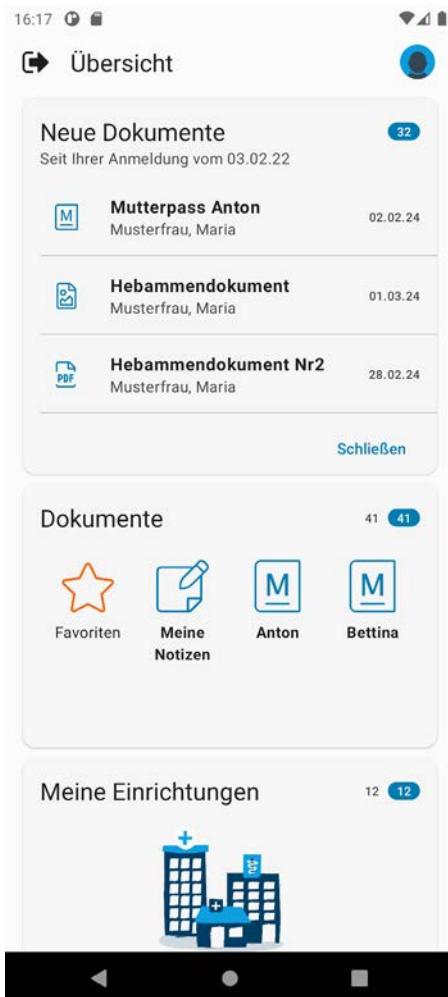 16:17
Übersicht
Neue Dokumente 32
Seit Ihrer Anmeldung vom 03.02.22
M Mutterpass Anton 02.02.24
Musterfrau, Maria
Hebammendokument 01.03.24
Musterfrau, Maria
PDF Hebammendokument Nr2 28.02.24
Musterfrau, Maria
Schließen
Dokumente 41 41
M M
Favoriten Meine Notizen Anton Bettina
Meine Einrichtungen 12 12